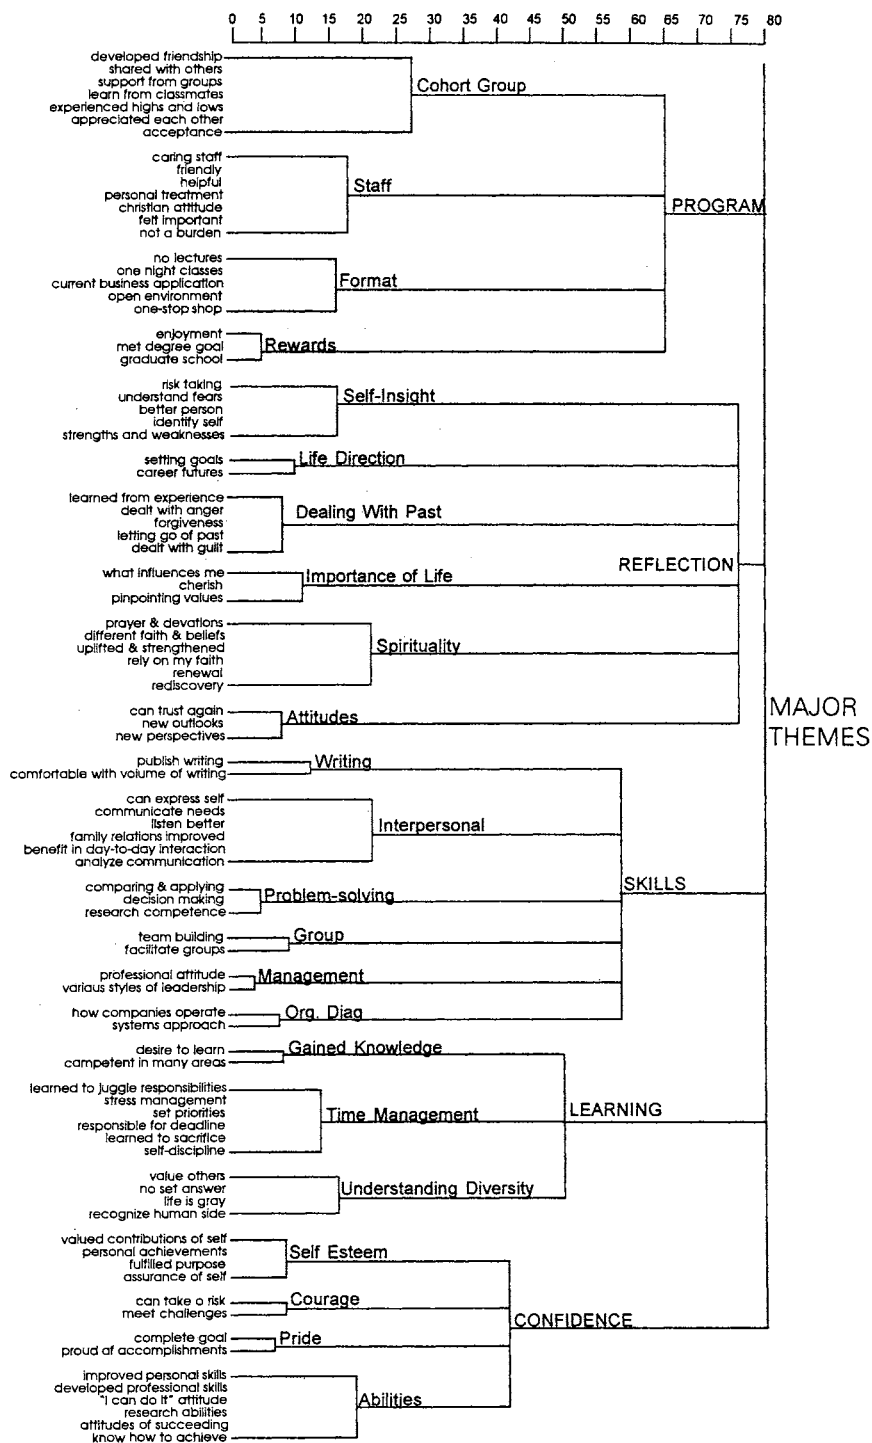 0 5 10 15 20 25 30 35 40 45 50 55 60 65 70 75 80
developed friendship
shared with others
support from groups
learn from classmates
experienced highs and lows
appreciated each other
acceptance
Cohort Group
caring staff
friendly
helpful
personal treatment
christian attitude
felt important
not a burden
Staff
PROGRAM
no lectures
one night classes
current business application
open environment
one-stop shop
Format
enjoyment
met degree goal
graduate school
Rewards
risk taking
understand fears
better person
identify self
strengths and weaknesses
Self-Insight
setting goals
career futures
Life Direction
learned from experience
dealt with anger
forgiveness
letting go of past
dealt with guilt
Dealing With Past
REFLECTION
what influences me
cherish
pinpointing values
Importance of Life
prayer & devations
different faith & beliefs
uplifted & strengthened
rely on my faith
renewal
rediscovery
Spirituality
can trust again
new outlooks
new perspectives
Attitudes
MAJOR
THEMES
publish writing
comfortable with volume of writing
Writing
can express self
communicate needs
listen better
family relations improved
benefit in day-to-day interaction
analyze communication
Interpersonal
comparing & applying
decision making
research competence
Problem-solving
SKILLS
team building
facilitate groups
Group
professional attitude
various styles of leadership
Management
how companies operate
systems approach
Org. Diag
desire to learn
campetent in many areas
Gained Knowledge
learned to juggle responsibilities
stress management
set priorities
responsible for deadline
learned to sacrifice
self-discipline
Time Management
LEARNING
value others
no set answer
life is gray
recognize human side
Understanding Diversity
valued contributions of self
personal achievements
fulfilled purpose
assurance of self
Self Esteem
can take a risk
meet challenges
Courage
CONFIDENCE
complete goal
proud of accomplishments
Pride
improved personal skills
developed professional skills
"I can do it" attitude
research abilities
attitudes of succeeding
know how to achieve
Abilities